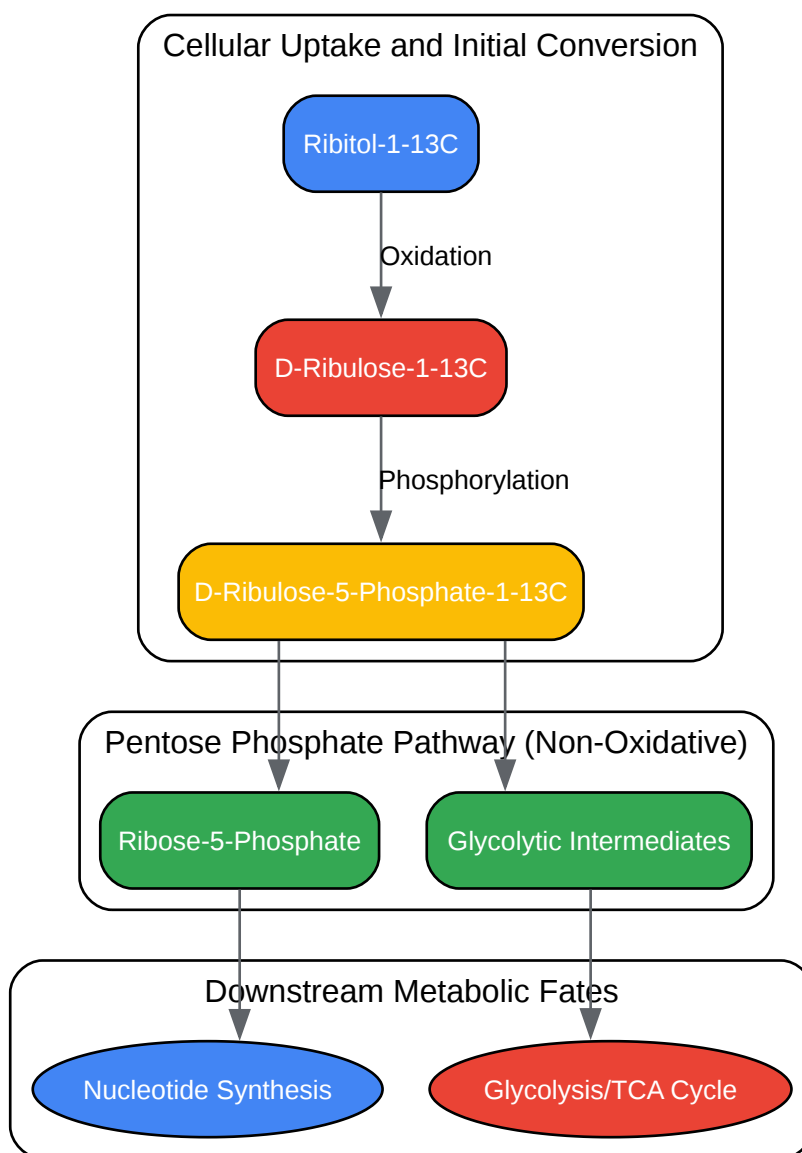 Cellular Uptake and Initial Conversion
Ribitol-1-13C
Oxidation
D-Ribulose-1-13C
Phosphorylation
D-Ribulose-5-Phosphate-1-13C
Pentose Phosphate Pathway (Non-Oxidative)
Ribose-5-Phosphate
Glycolytic Intermediates
Downstream Metabolic Fates
Nucleotide Synthesis
Glycolysis/TCA Cycle